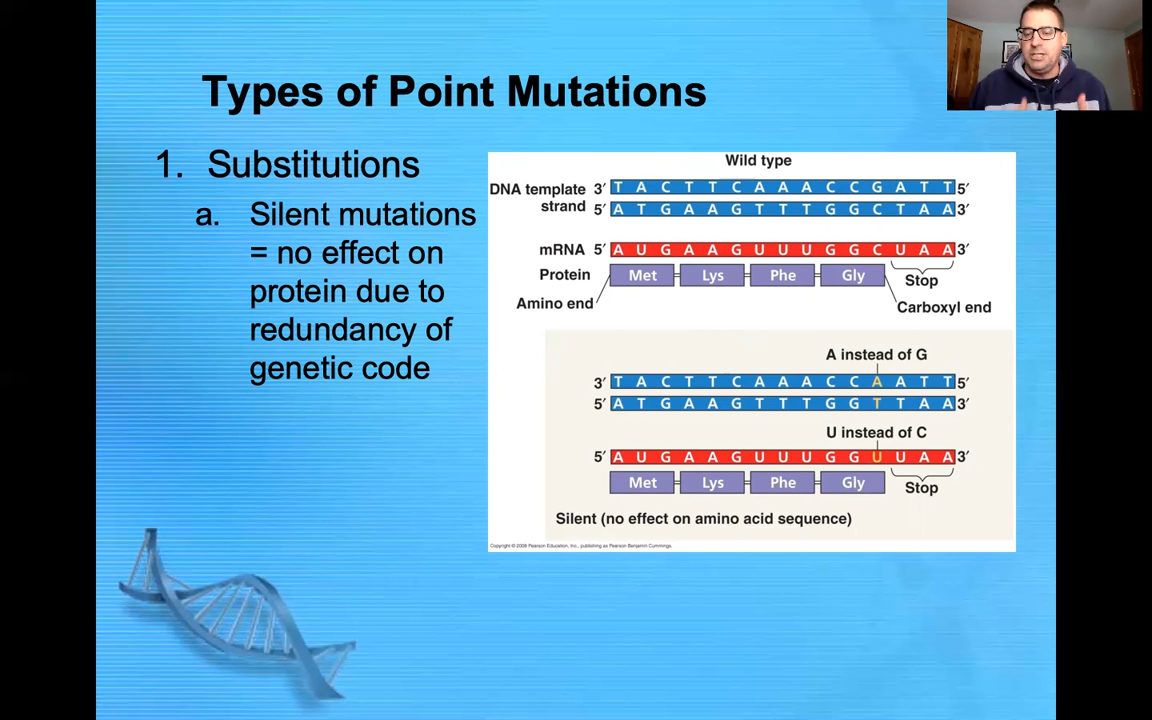 Types of Point Mutations
1. Substitutions
a. Silent mutations
= no effect on
protein due to
redundancy of
genetic code
Wild type
DNA template
strand
3′ T A C T T C A A A C C G A T T 5′
5′ A T G A A G T T T G G C T A A 3′
mRNA 5′ A U G A A G U U U G G C U A A 3′
Protein Met Lys Phe Gly Stop
Amino end Carboxyl end
A instead of G
3′ T A C T T C A A A C C A A T T 5′
5′ A T G A A G T T T G G T T A A 3′
U instead of C
5′ A U G A A G U U U G G U U A A 3′
Met Lys Phe Gly Stop
Silent (no effect on amino acid sequence)
Copyright © 2008 Pearson Education, Inc., publishing as Pearson Benjamin Cummings.